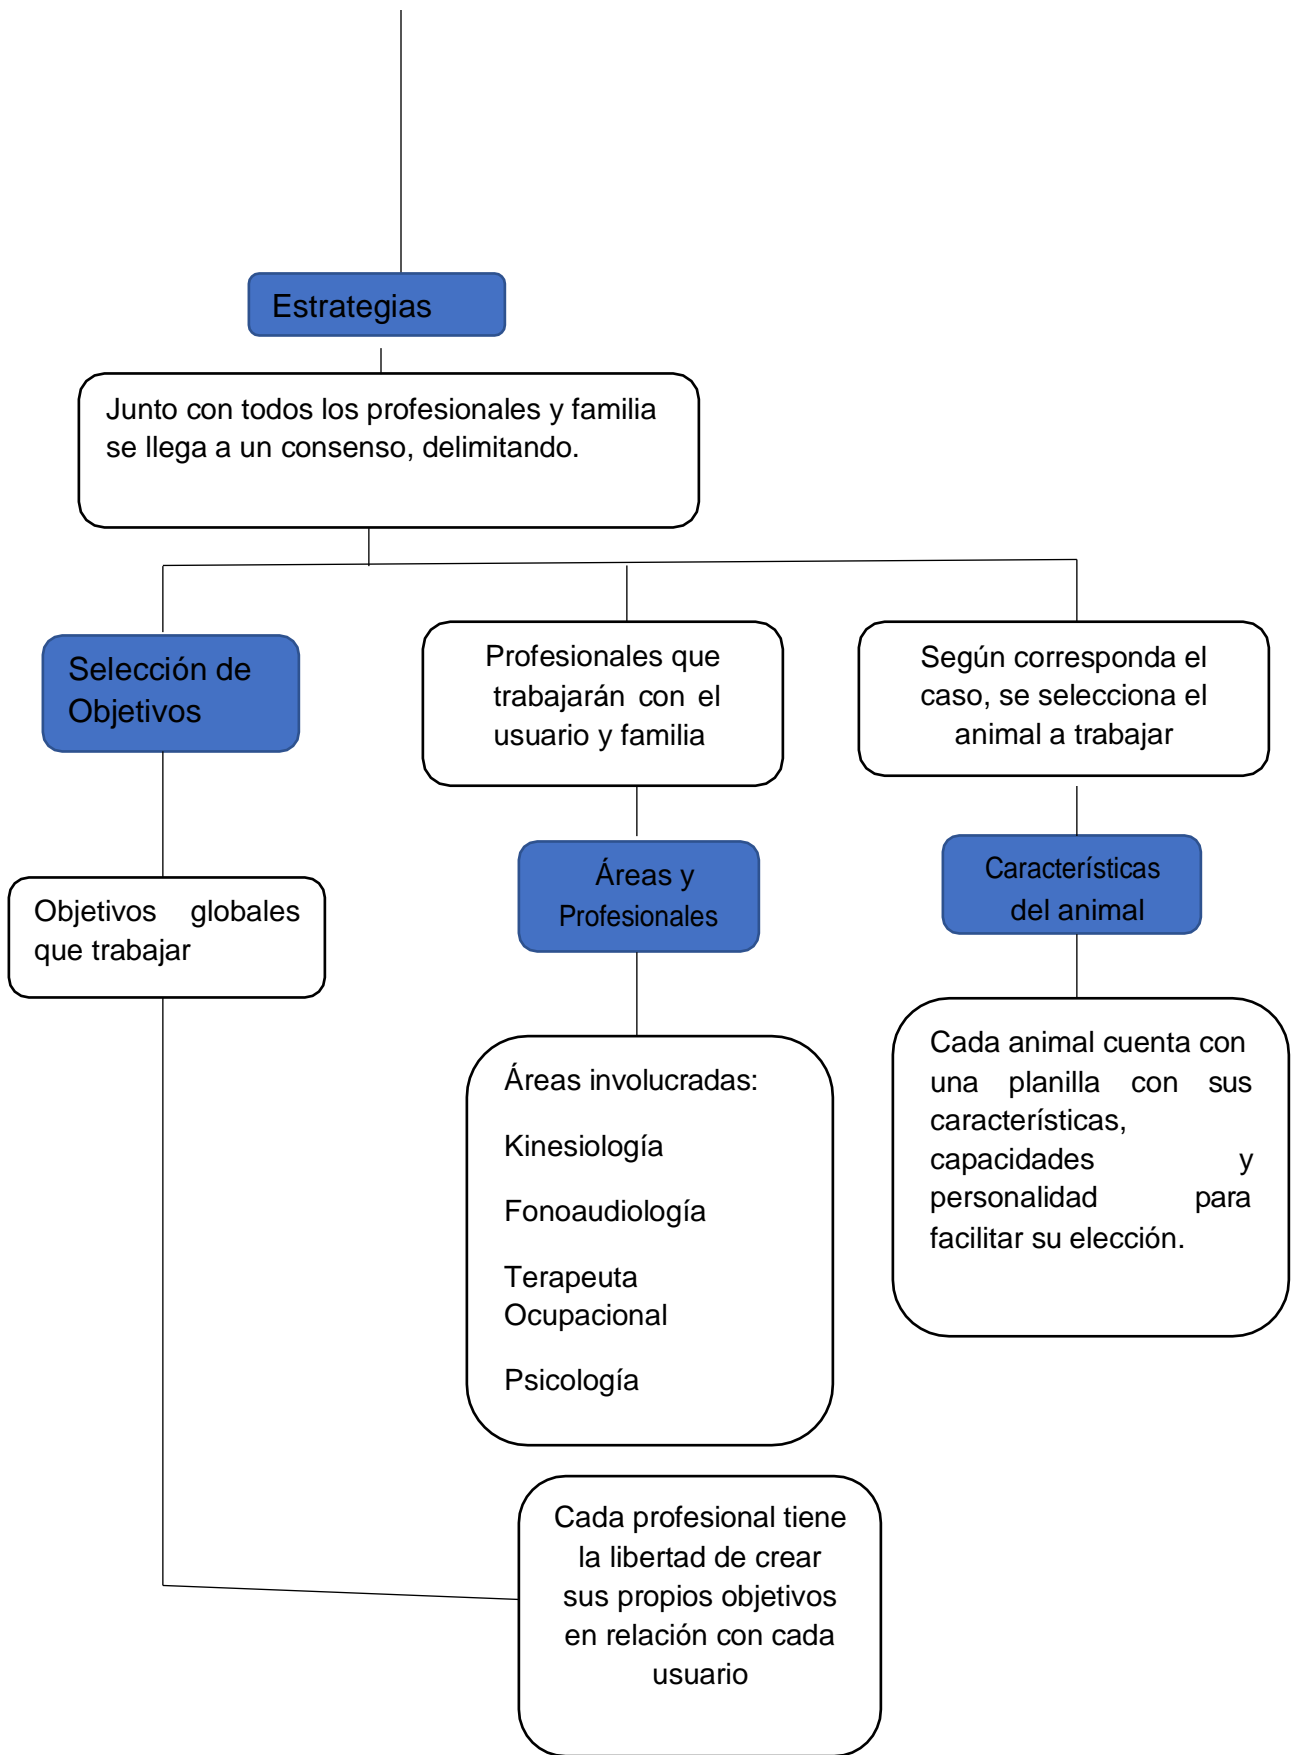 Estrategias
Junto con todos los profesionales y familia
se llega a un consenso, delimitando.
Selección de
Objetivos
Profesionales que
trabajarán con el
usuario y familia
Según corresponda el
caso, se selecciona el
animal a trabajar
Áreas y
Profesionales
Características
del animal
Objetivos globales
que trabajar
Áreas involucradas:
Kinesiología
Fonoaudiología
Terapeuta
Ocupacional
Psicología
Cada animal cuenta con
una planilla con sus
características,
capacidades y
personalidad para
facilitar su elección.
Cada profesional tiene
la libertad de crear
sus propios objetivos
en relación con cada
usuario